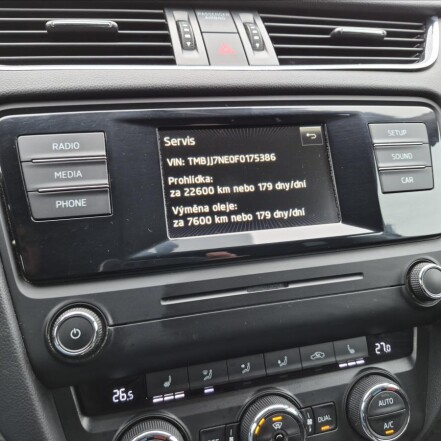 RADIO
MEDIA
PHONE
Servis
VIN: TMBJJ7NE0F0175386
Prohlídka:
za 22600 km nebo 179 dny/dní
Výměna oleje:
za 7600 km nebo 179 dny/dní
SETUP
SOUND
CAR
26.5
27.0
AUTO
A/C
DUAL